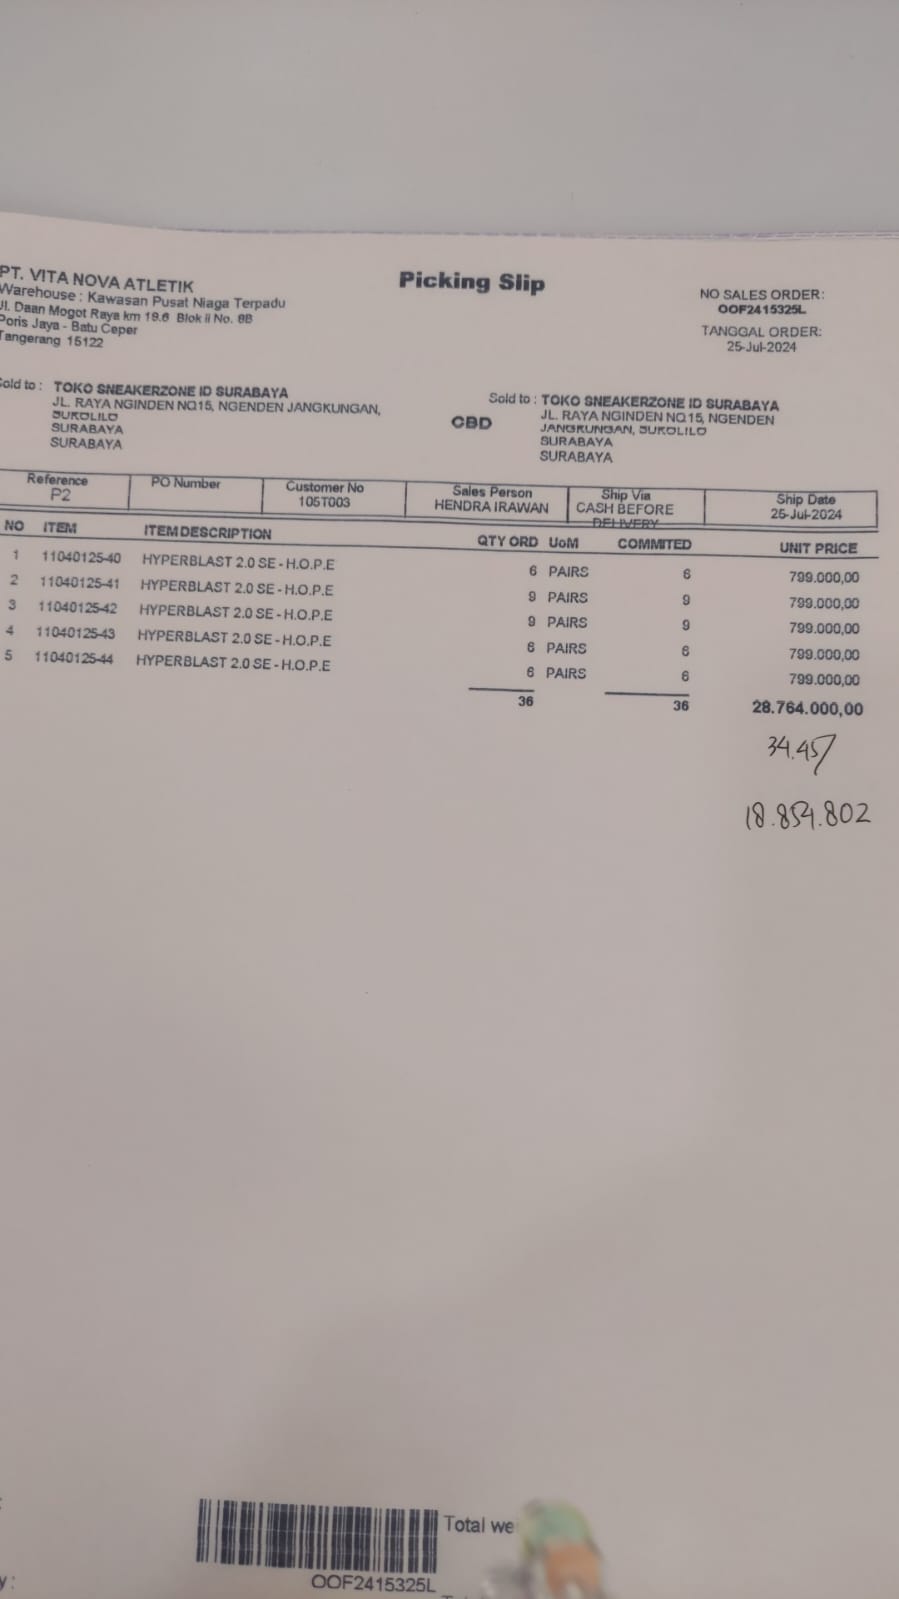 PT. VITA NOVA ATLETIK
Warehouse : Kawasan Pusat Niaga Terpadu
Jl. Daan Mogot Raya km 19.6 Blok ii No. 8B
Poris Jaya - Batu Ceper
Tangerang 15122
Picking Slip
NO SALES ORDER:
OOF2415325L
TANGGAL ORDER:
25-Jul-2024
Sold to : TOKO SNEAKERZONE ID SURABAYA
JL. RAYA NGINDEN NO.15, NGENDEN JANGKUNGAN,
SUKOLILO
SURABAYA
SURABAYA
CBD
Sold to : TOKO SNEAKERZONE ID SURABAYA
JL. RAYA NGINDEN NO.15, NGENDEN
JANGKUNGAN, SUKOLILO
SURABAYA
SURABAYA
Reference PO Number Customer No Sales Person Ship Via Ship Date
P2 105T003 HENDRA IRAWAN CASH BEFORE 25-Jul-2024
DELIVERY
NO ITEM ITEM DESCRIPTION QTY ORD UoM COMMITED UNIT PRICE
1 11040125-40 HYPERBLAST 2.0 SE - H.O.P.E 6 PAIRS 6 799.000,00
2 11040125-41 HYPERBLAST 2.0 SE - H.O.P.E 9 PAIRS 9 799.000,00
3 11040125-42 HYPERBLAST 2.0 SE - H.O.P.E 9 PAIRS 9 799.000,00
4 11040125-43 HYPERBLAST 2.0 SE - H.O.P.E 6 PAIRS 6 799.000,00
5 11040125-44 HYPERBLAST 2.0 SE - H.O.P.E 6 PAIRS 6 799.000,00
36 36 28.764.000,00
34.45/
18.854.802
Total we
OOF2415325L
y :